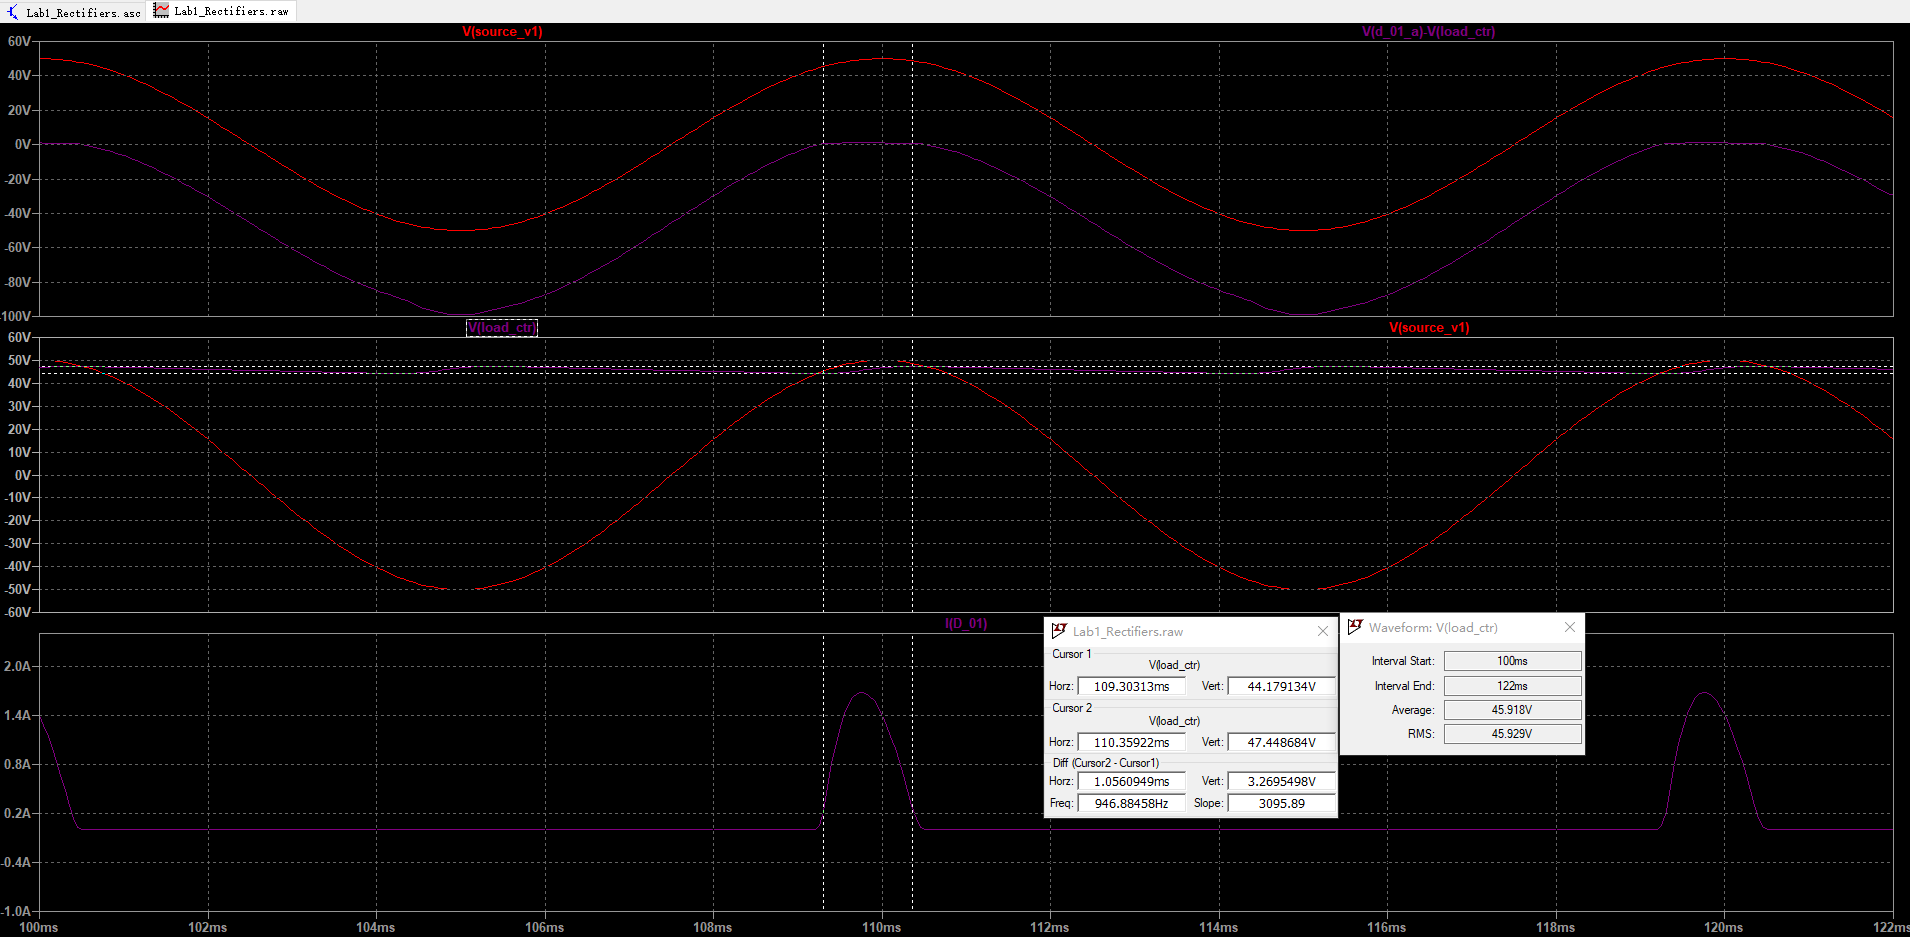 Lab1_Rectifiers.asc Lab1_Rectifiers.raw
V(source_v1) V(d_01_a)-V(load_ctr)
60V
40V
20V
0V
-20V
-40V
-60V
-80V
-100V
V(load_ctr) V(source_v1)
60V
50V
40V
30V
20V
10V
0V
-10V
-20V
-30V
-40V
-50V
-60V
I(D_01)
2.0A
1.4A
0.8A
0.2A
-0.4A
-1.0A
100ms 102ms 104ms 106ms 108ms 110ms 112ms 114ms 116ms 118ms 120ms 122ms
Lab1_Rectifiers.raw
Cursor 1
V(load_ctr)
Horz: 109.30313ms Vert: 44.179134V
Cursor 2
V(load_ctr)
Horz: 110.35922ms Vert: 47.448684V
Diff (Cursor2 - Cursor1)
Horz: 1.0560949ms Vert: 3.2695498V
Freq: 946.88458Hz Slope: 3095.89
Waveform: V(load_ctr)
Interval Start: 100ms
Interval End: 122ms
Average: 45.918V
RMS: 45.929V